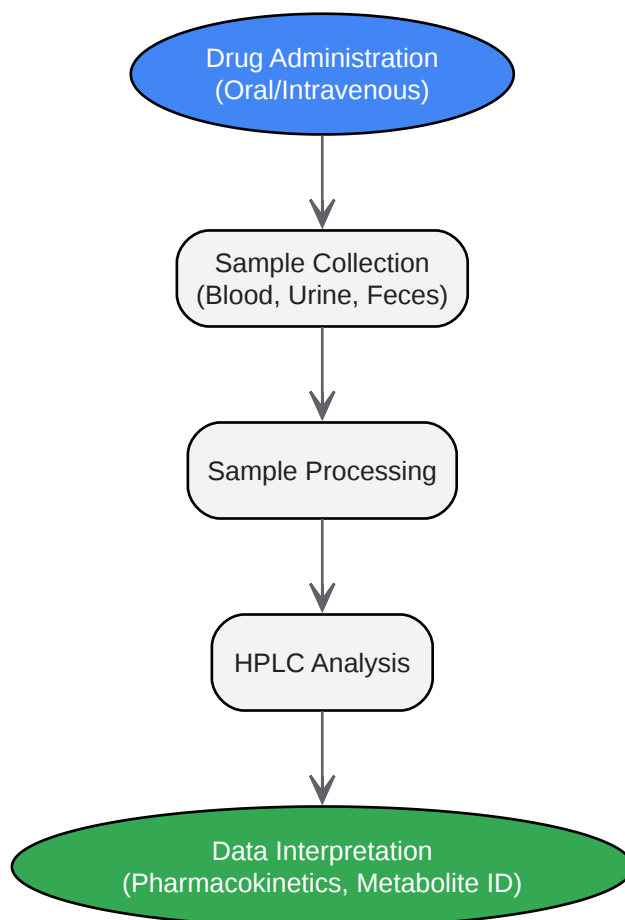 Drug Administration
(Oral/Intravenous)
Sample Collection
(Blood, Urine, Feces)
Sample Processing
HPLC Analysis
Data Interpretation
(Pharmacokinetics, Metabolite ID)